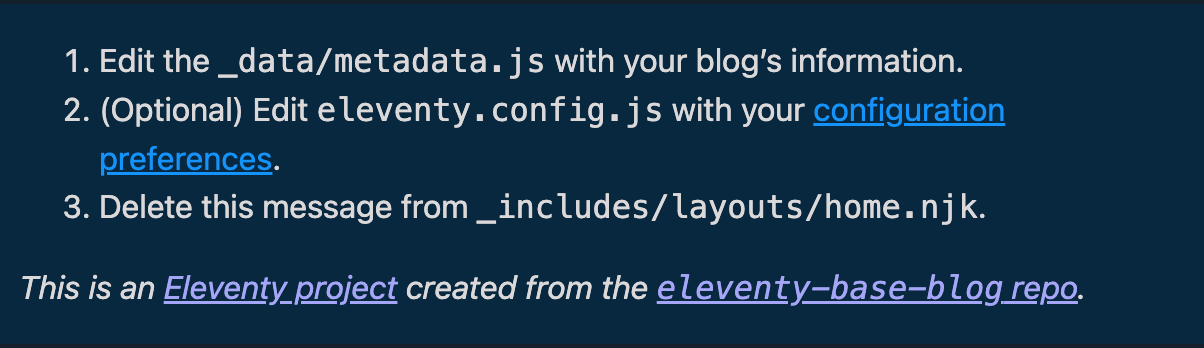 1. Edit the _data/metadata.js with your blog’s information.
2. (Optional) Edit eleventy.config.js with your configuration
preferences.
3. Delete this message from _includes/layouts/home.njk.
This is an Eleventy project created from the eleventy-base-blog repo.